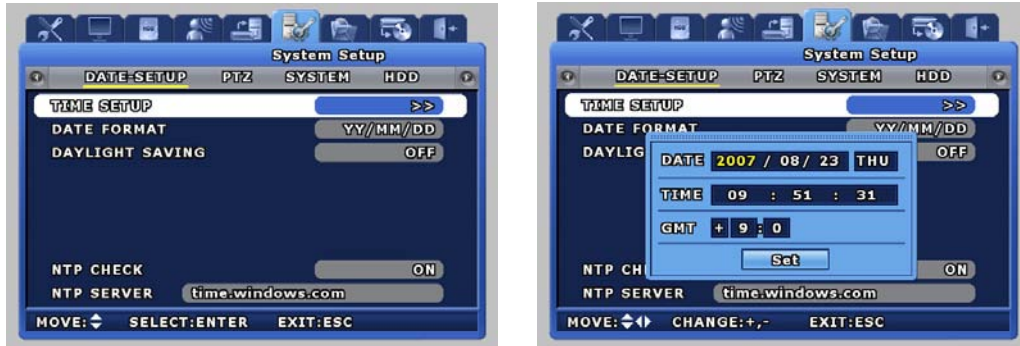 System Setup
DATE-SETUP PTZ SYSTEM HDD
TIME SETUP >>
DATE FORMAT YY/MM/DD
DAYLIGHT SAVING OFF
NTP CHECK ON
NTP SERVER time.windows.com
MOVE: SELECT:ENTER EXIT:ESC
System Setup
DATE-SETUP PTZ SYSTEM HDD
TIME SETUP >>
DATE FORMAT YY/MM/DD
DAYLIG OFF
DATE 2007 / 08 / 23 THU
TIME 09 : 51 : 31
GMT + 9 : 0
Set
NTP CH ON
NTP SERVER time.windows.com
MOVE: CHANGE:+,- EXIT:ESC